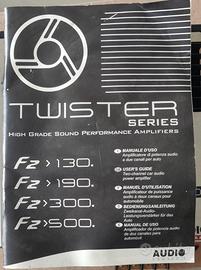 TWISTER
SERIES
HIGH GRADE SOUND PERFORMANCE AMPLIFIERS
F2 > 130.
F2 > 190.
F2 > 300.
F2 > 500.
MANUALE D'USO
Amplificatore di potenza audio
a due canali per auto
USER'S GUIDE
Two-channel car audio
power amplifier
MANUEL D'UTILISATION
Amplificateur de puissance
audio à deux canaux pour
automobile
BEDIENUNGSANLEITUNG
Zweikanal-Audio-
Leistungsverstärker für das
Auto
MANUAL DE USO
Amplificador de potencia audio
de dos canales para
automóvil
AUDIO